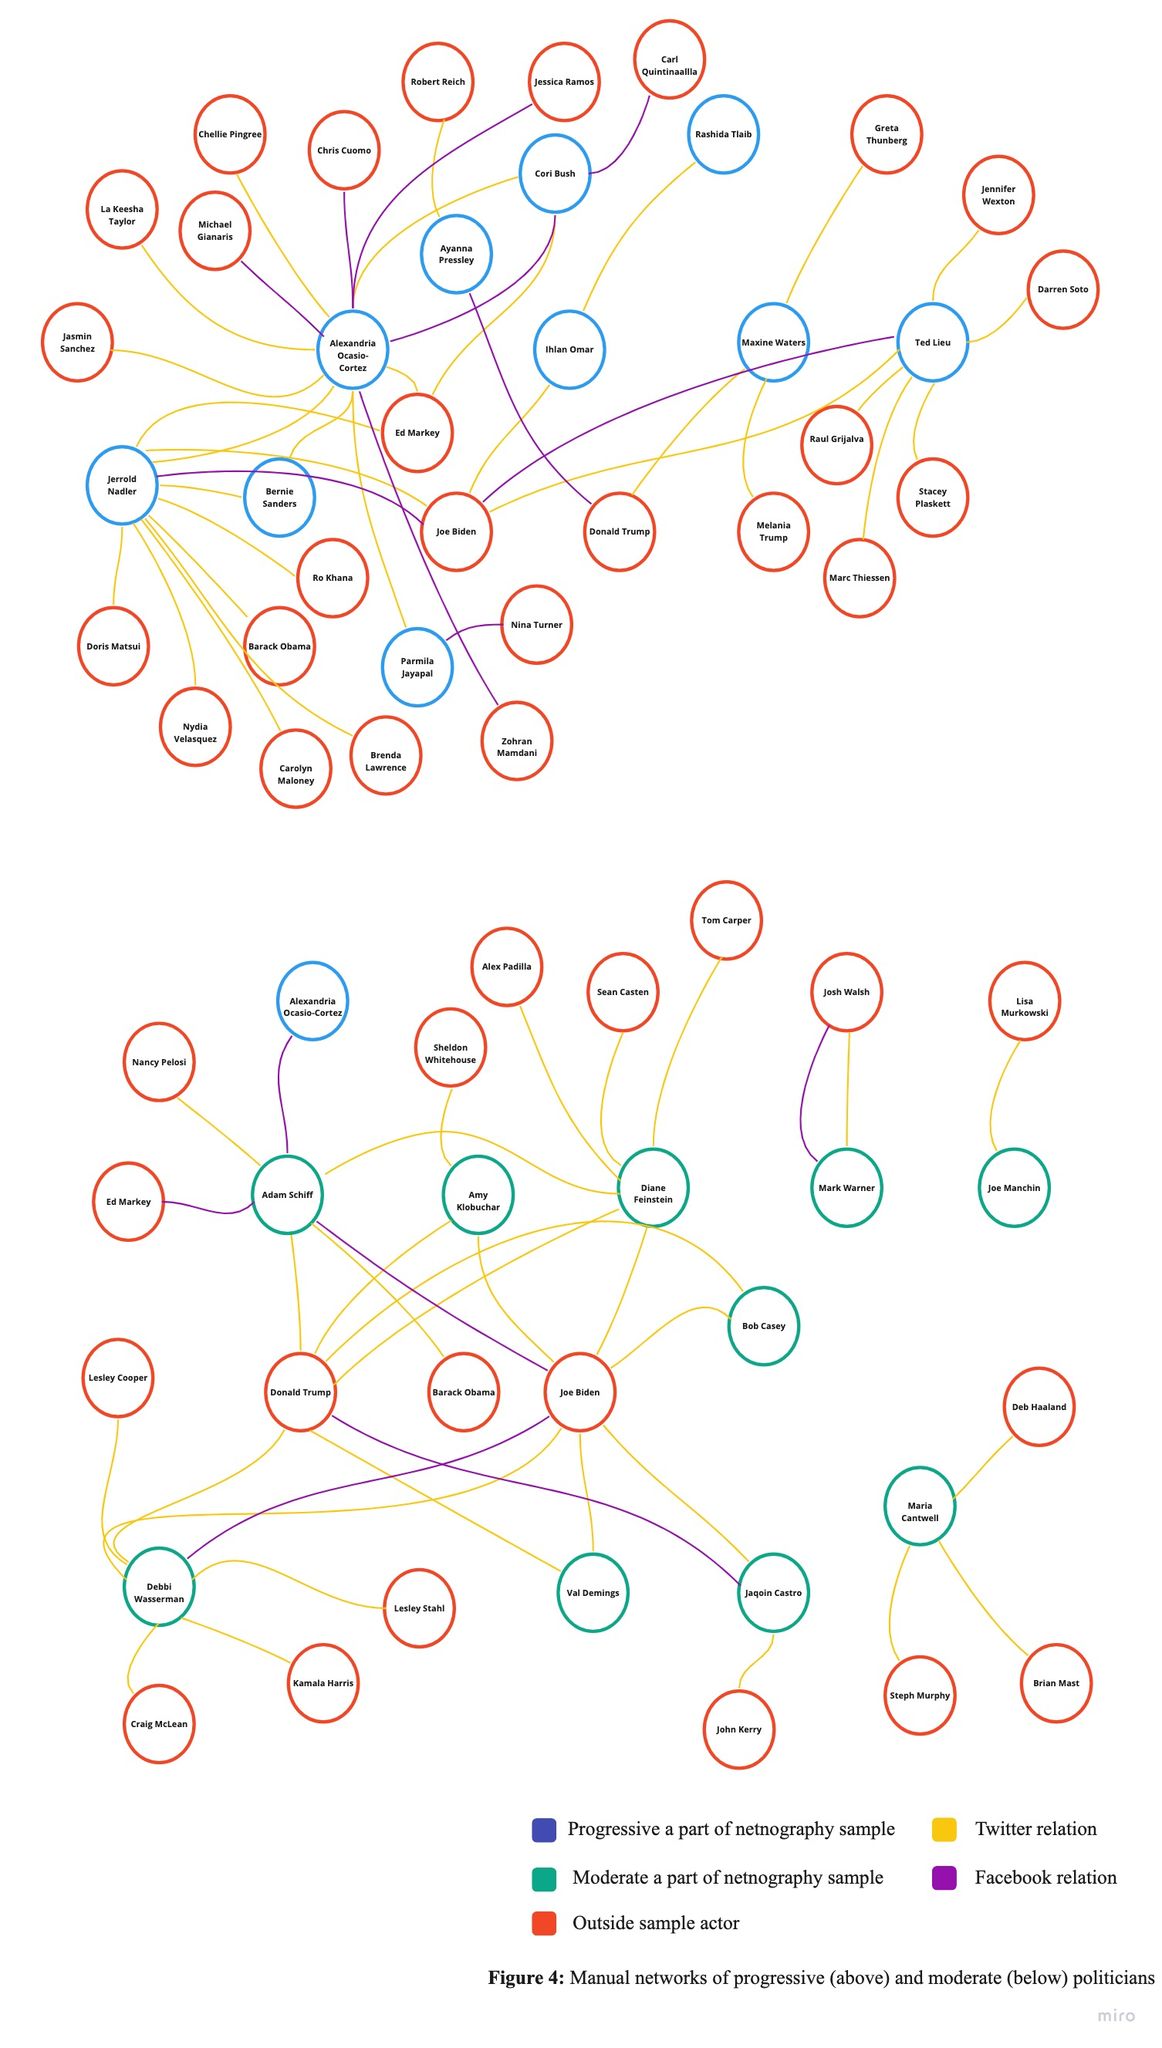 Carl
Quintinaallla
Robert Reich
Jessica Ramos
Chellie Pingree
Chris Cuomo
Rashida Tlaib
Greta
Thunberg
Cori Bush
Jennifer
Wexton
La Keesha
Taylor
Michael
Gianaris
Ayanna
Pressley
Darren Soto
Jasmin
Sanchez
Alexandria
Ocasio-
Cortez
Ihlan Omar
Maxine Waters
Ted Lieu
Ed Markey
Raul Grijalva
Jerrold
Nadler
Bernie
Sanders
Joe Biden
Donald Trump
Melania
Trump
Stacey
Plaskett
Ro Khana
Marc Thiessen
Nina Turner
Doris Matsui
Barack Obama
Parmila
Jayapal
Nydia
Velasquez
Carolyn
Maloney
Brenda
Lawrence
Zohran
Mamdani
Tom Carper
Alex Padilla
Sean Casten
Josh Walsh
Lisa
Murkowski
Alexandria
Ocasio-Cortez
Sheldon
Whitehouse
Nancy Pelosi
Ed Markey
Adam Schiff
Amy
Klobuchar
Diane
Feinstein
Mark Warner
Joe Manchin
Bob Casey
Lesley Cooper
Donald Trump
Barack Obama
Joe Biden
Deb Haaland
Maria
Cantwell
Debbi
Wasserman
Lesley Stahl
Val Demings
Jaqoin Castro
Kamala Harris
Craig McLean
John Kerry
Steph Murphy
Brian Mast
Progressive a part of netnography sample
Twitter relation
Moderate a part of netnography sample
Facebook relation
Outside sample actor
Figure 4: Manual networks of progressive (above) and moderate (below) politicians
miro